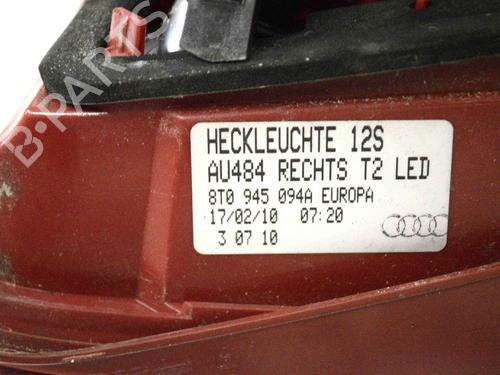 B-PARTS
HECKLEUCHTE 12S
AU484 RECHTS T2 LED
8T0 945 094A EUROPA
17/02/10 07:20
3 07 10